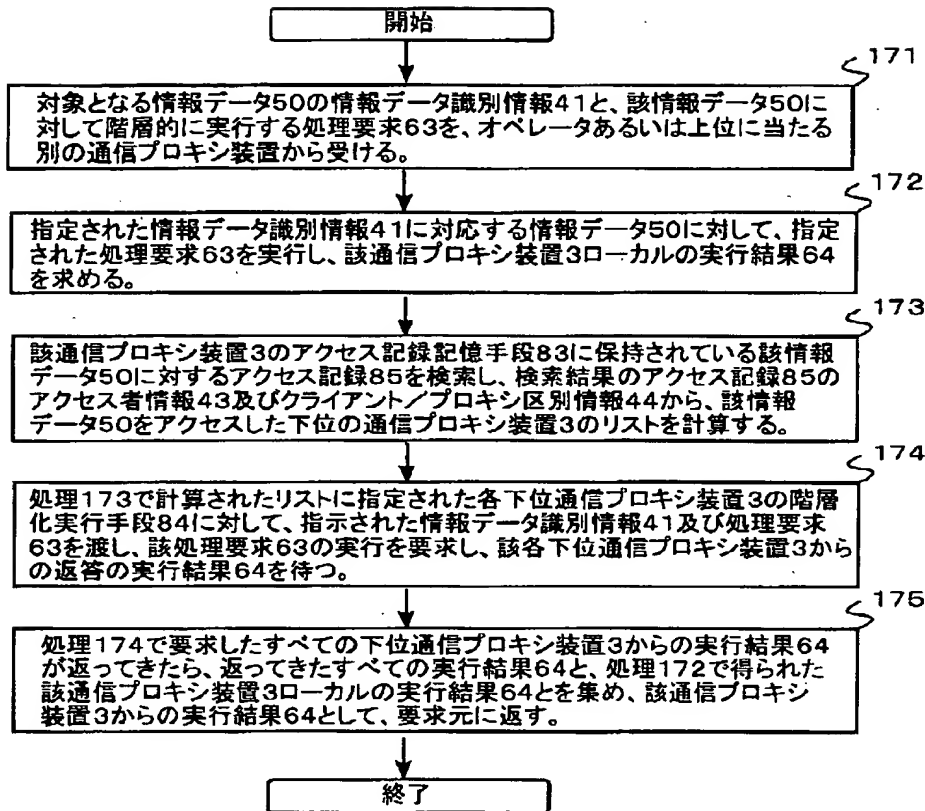 開始
171
対象となる情報データ50の情報データ識別情報41と、該情報データ50に
対して階層的に実行する処理要求63を、オペレータあるいは上位に当たる
別の通信プロキシ装置から受ける。
172
指定された情報データ識別情報41に対応する情報データ50に対して、指定
された処理要求63を実行し、該通信プロキシ装置3ローカルの実行結果64
を求める。
173
該通信プロキシ装置3のアクセス記録記憶手段83に保持されている該情報
データ50に対するアクセス記録85を検索し、検索結果のアクセス記録85の
アクセス者情報43及びクライアント/プロキシ区別情報44から、該情報
データ50をアクセスした下位の通信プロキシ装置3のリストを計算する。
174
処理173で計算されたリストに指定された各下位通信プロキシ装置3の階層
化実行手段84に対して、指示された情報データ識別情報41及び処理要求
63を渡し、該処理要求63の実行を要求し、該各下位通信プロキシ装置3から
の返答の実行結果64を待つ。
175
処理174で要求したすべての下位通信プロキシ装置3からの実行結果64
が返ってきたら、返ってきたすべての実行結果64と、処理172で得られた
該通信プロキシ装置3ローカルの実行結果64とを集め、該通信プロキシ
装置3からの実行結果64として、要求元に返す。
終了